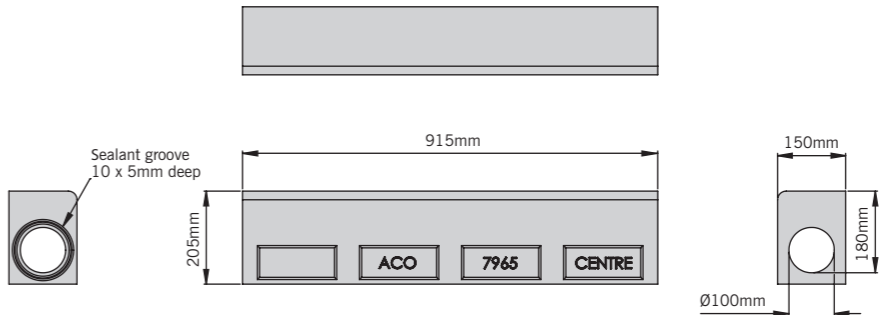 915mm
150mm
Sealant groove
10 x 5mm deep
205mm
180mm
ACO
7965
CENTRE
Ø100mm